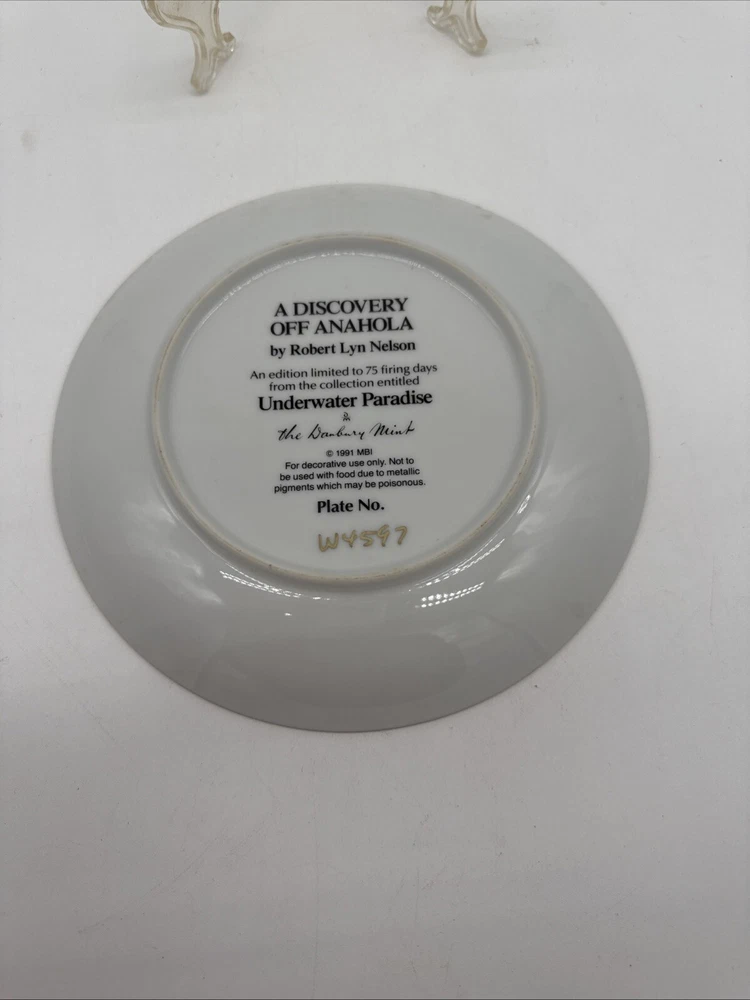 A DISCOVERY
OFF ANAHOLA
by Robert Lyn Nelson
An edition limited to 75 firing days
from the collection entitled
Underwater Paradise
the Danbury Mint
© 1991 MBI
For decorative use only. Not to
be used with food due to metallic
pigments which may be poisonous.
Plate No.
W4597